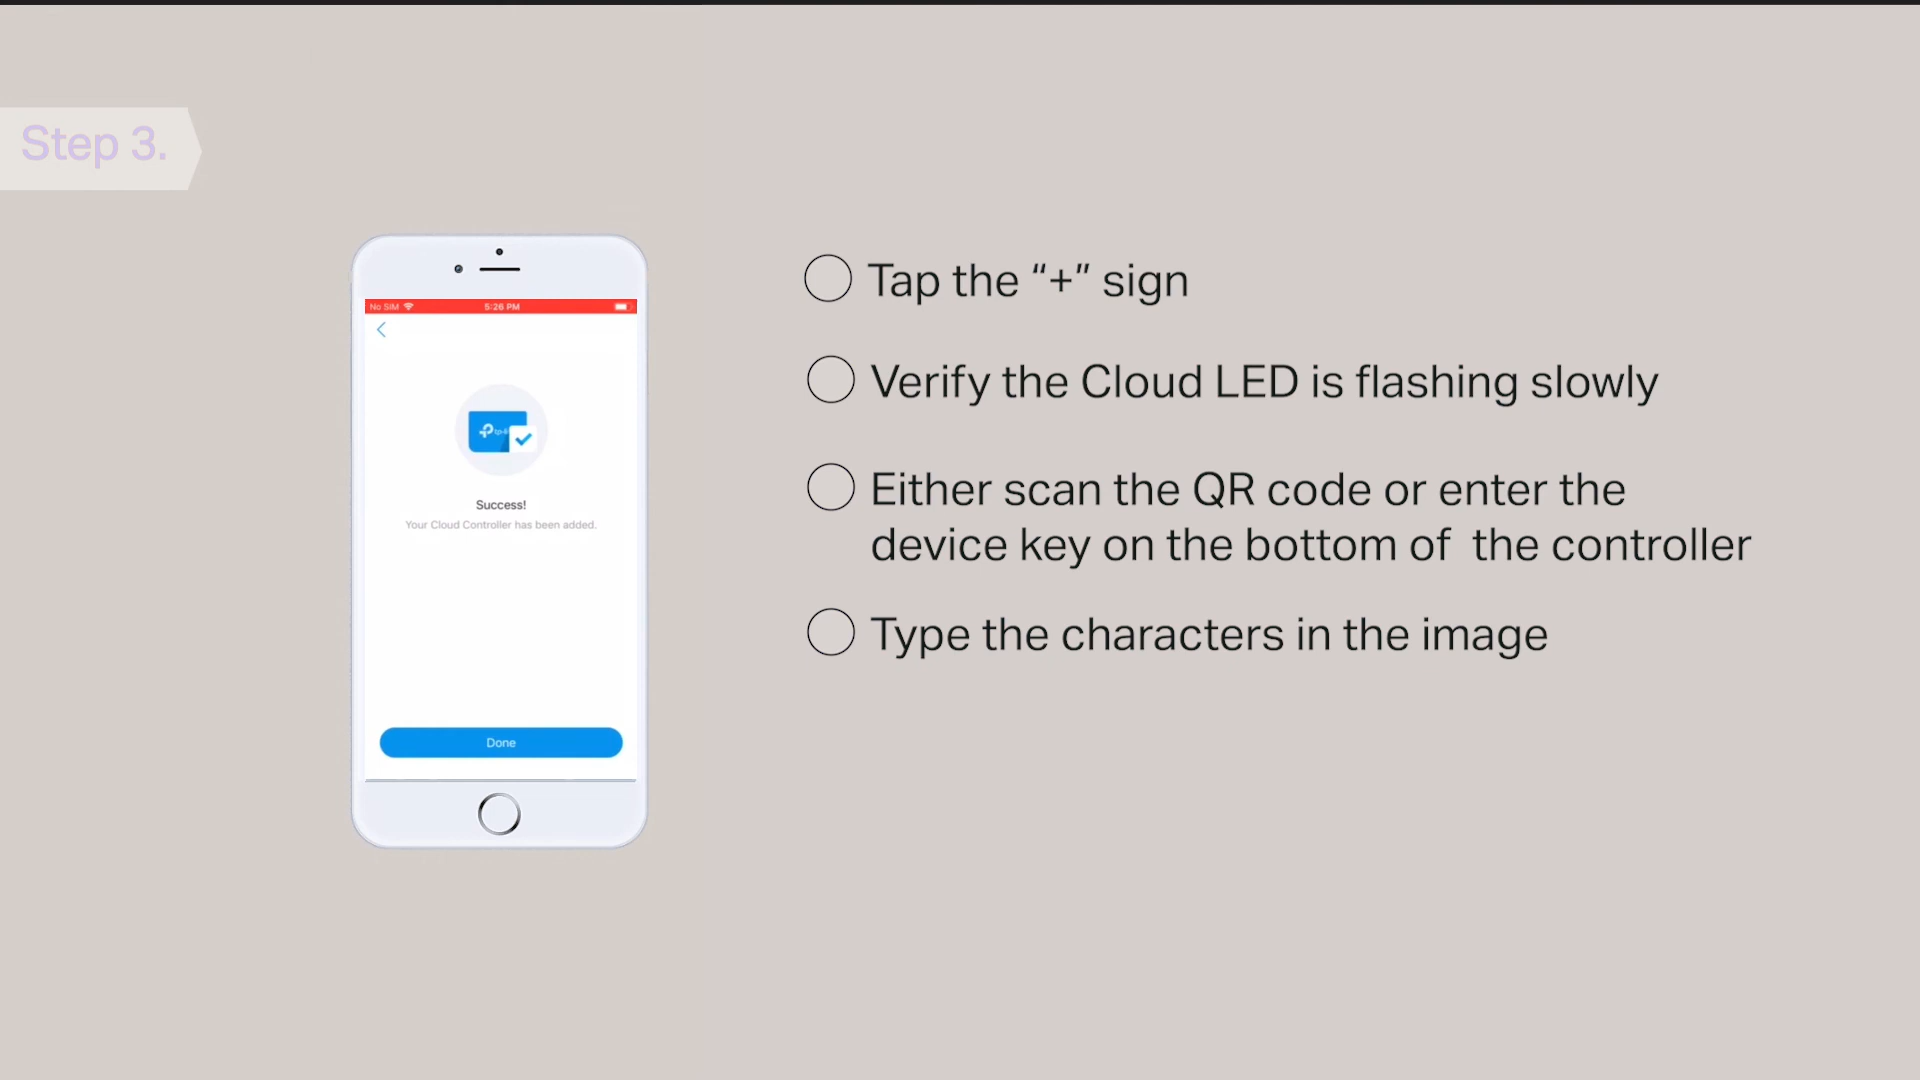 Step 3.
No SIM
5:26 PM
Success!
Your Cloud Controller has been added.
Done
Tap the “+” sign
Verify the Cloud LED is flashing slowly
Either scan the QR code or enter the
device key on the bottom of the controller
Type the characters in the image